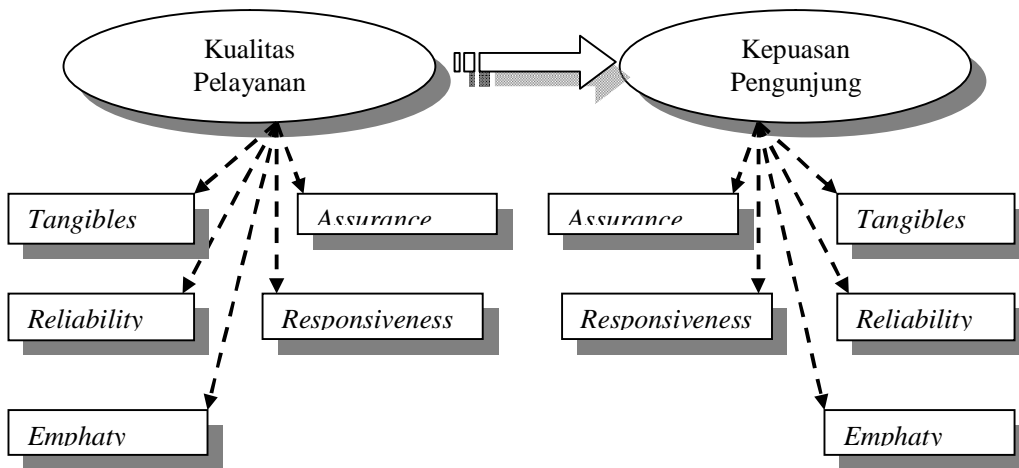 Kualitas
Pelayanan
Kepuasan
Pengunjung
Tangibles
Assurance
Assurance
Tangibles
Reliability
Responsiveness
Responsiveness
Reliability
Emphaty
Emphaty